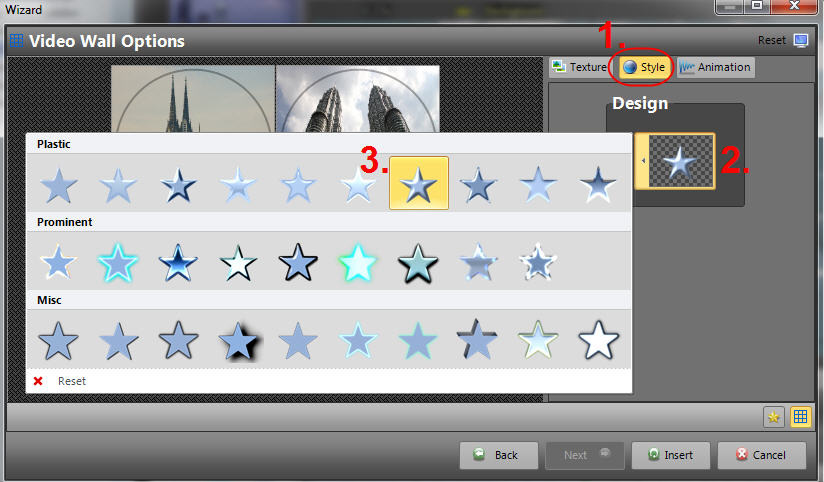 Wizard
Video Wall Options
Reset
1.
Texture
Style
Animation
Design
2.
Plastic
3.
Prominent
Misc
Reset
Back
Next
Insert
Cancel